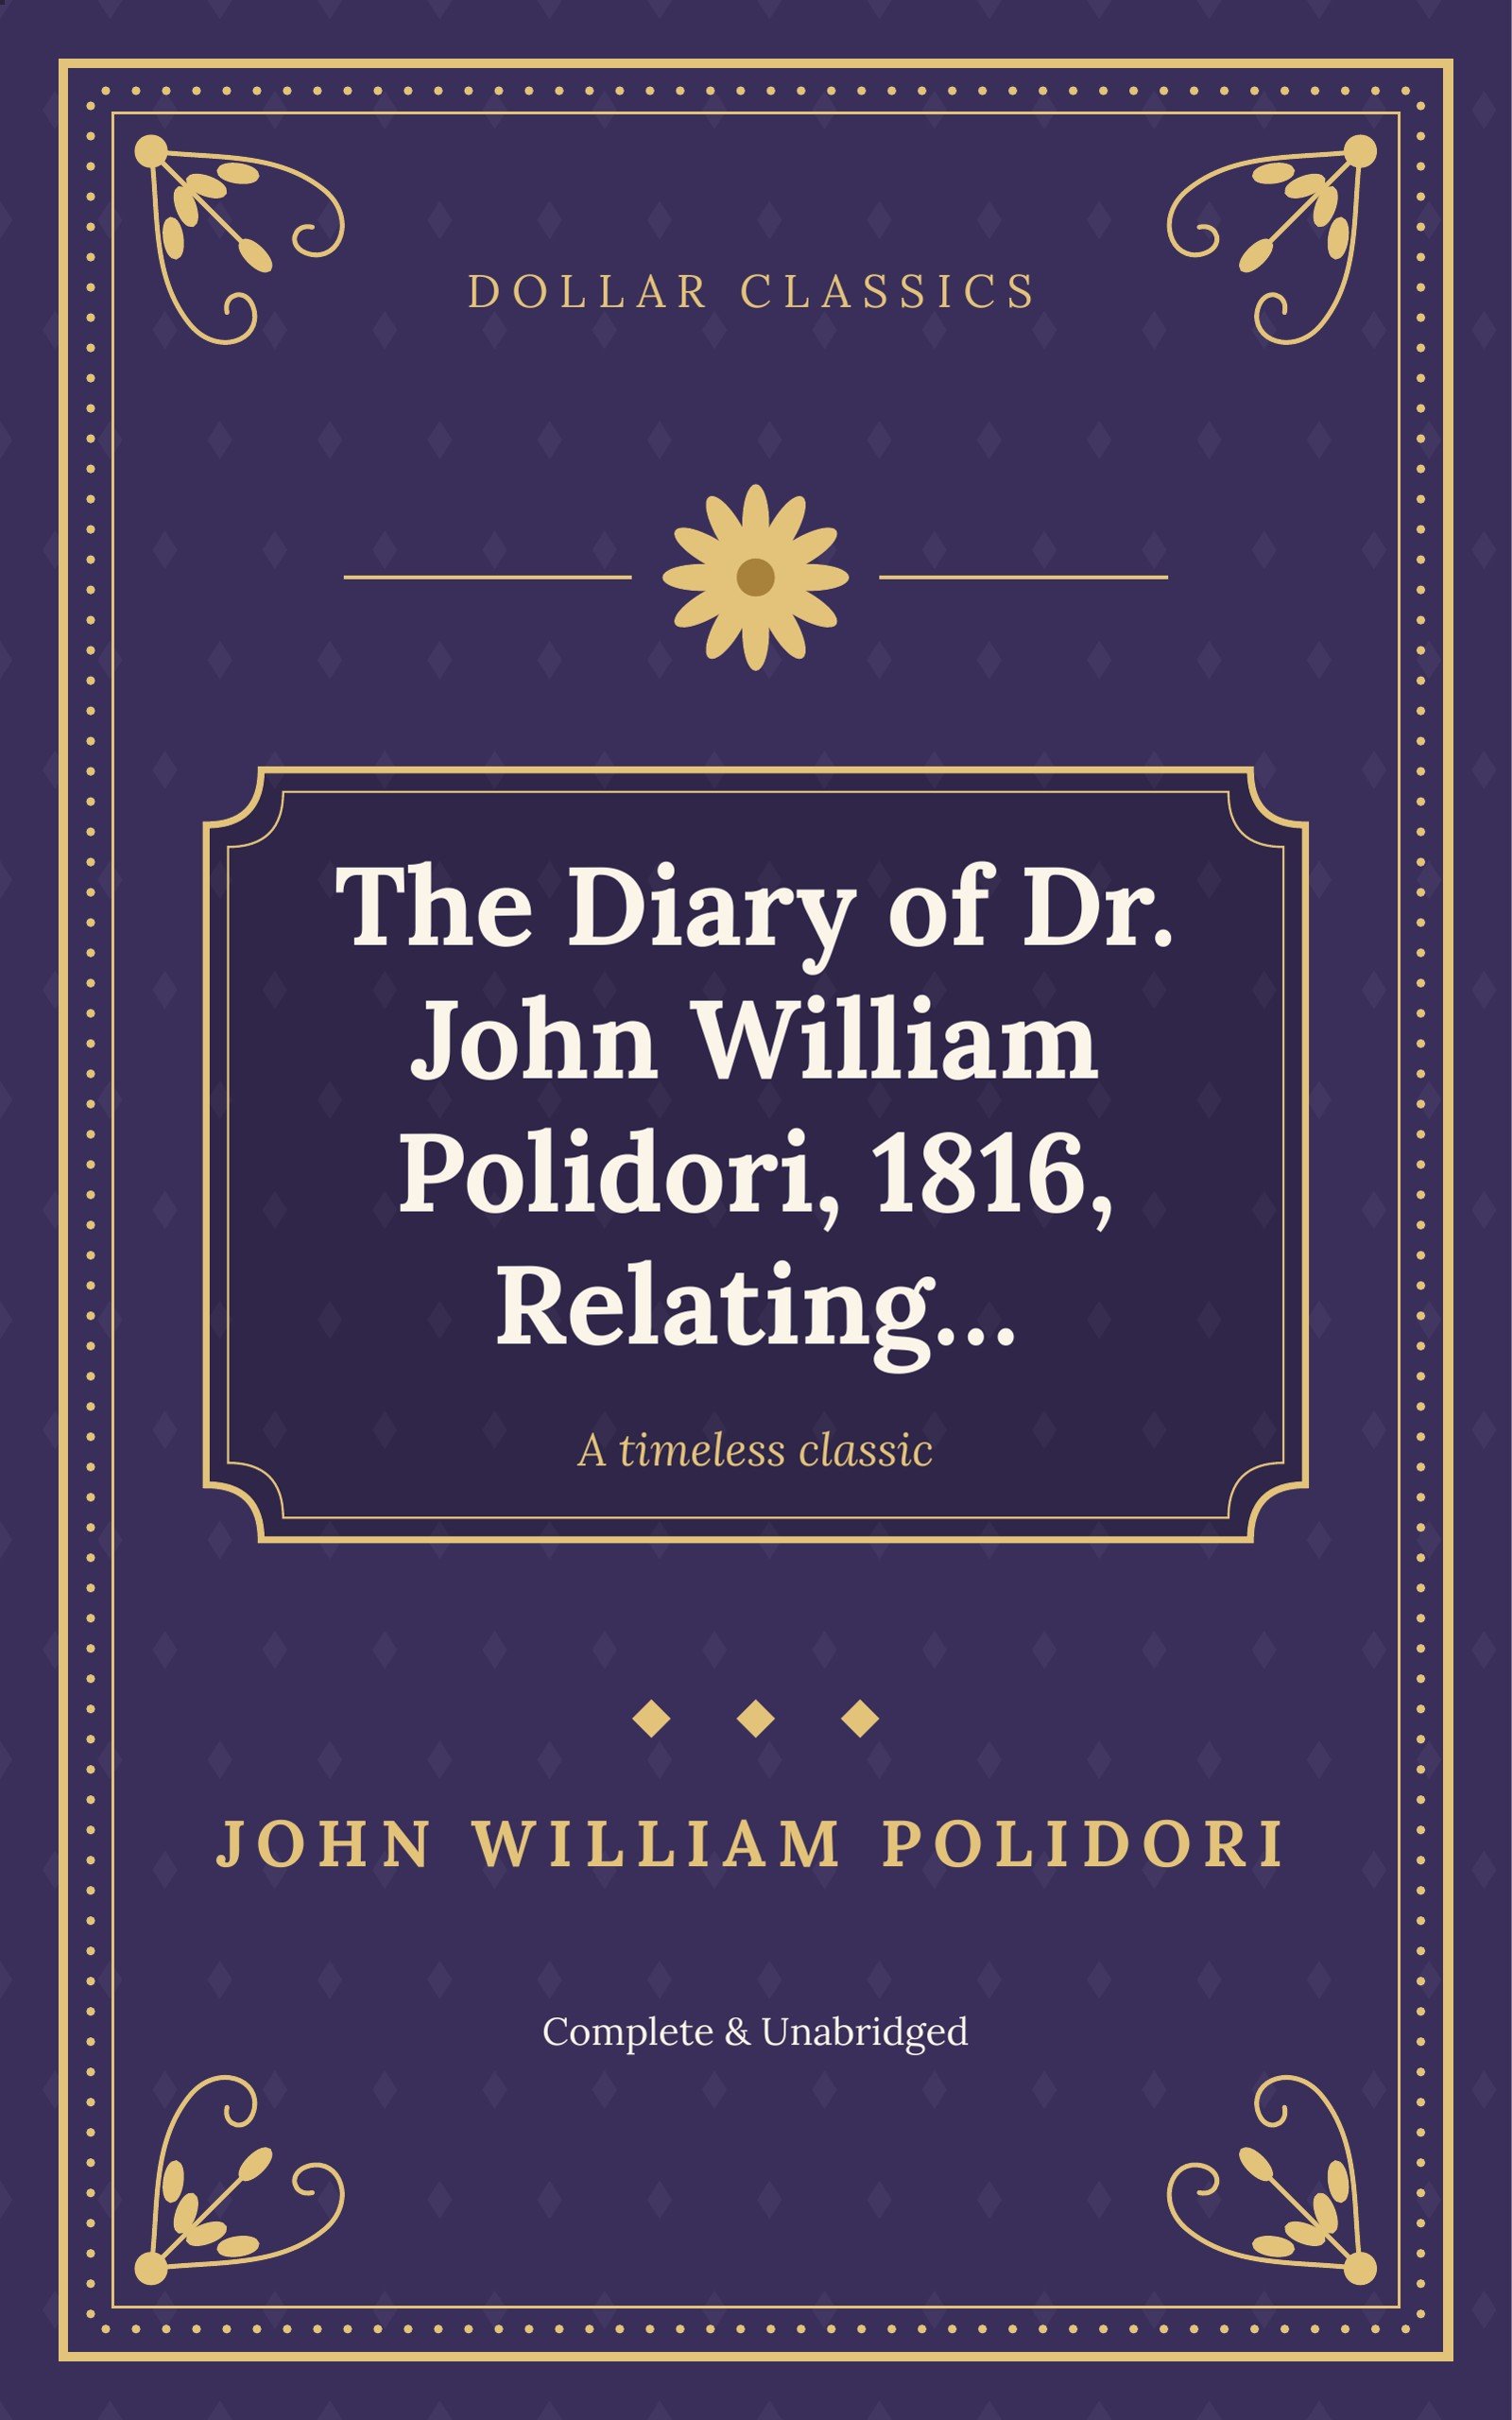 DOLLAR CLASSICS
The Diary of Dr.
John William
Polidori, 1816,
Relating...
A timeless classic
JOHN WILLIAM POLIDORI
Complete & Unabridged